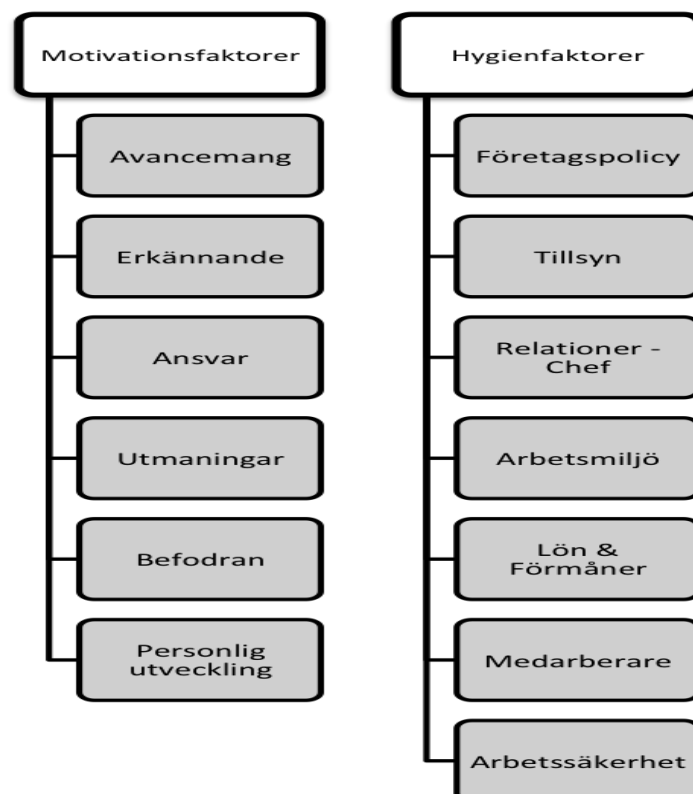 Motivationsfaktorer
Avancemang
Erkännande
Ansvar
Utmaningar
Befodran
Personlig
utveckling
Hygienfaktorer
Företagspolicy
Tillsyn
Relationer -
Chef
Arbetsmiljö
Lön &
Förmåner
Medarberare
Arbetssäkerhet